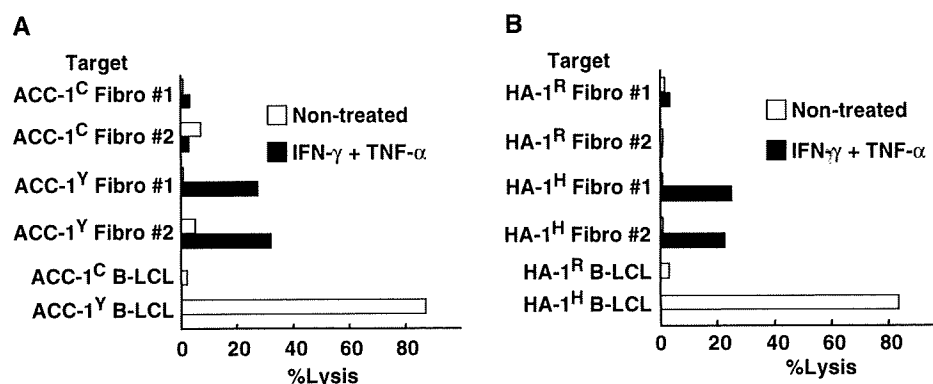 A
Target
ACC-1C Fibro #1
ACC-1C Fibro #2
ACC-1Y Fibro #1
ACC-1Y Fibro #2
ACC-1C B-LCL
ACC-1Y B-LCL
Non-treated
IFN-γ + TNF-α
0 20 40 60 80
%Lysis
B
Target
HA-1R Fibro #1
HA-1R Fibro #2
HA-1H Fibro #1
HA-1H Fibro #2
HA-1R B-LCL
HA-1H B-LCL
Non-treated
IFNγ + TNF-α
0 20 40 60 80
%Lysis